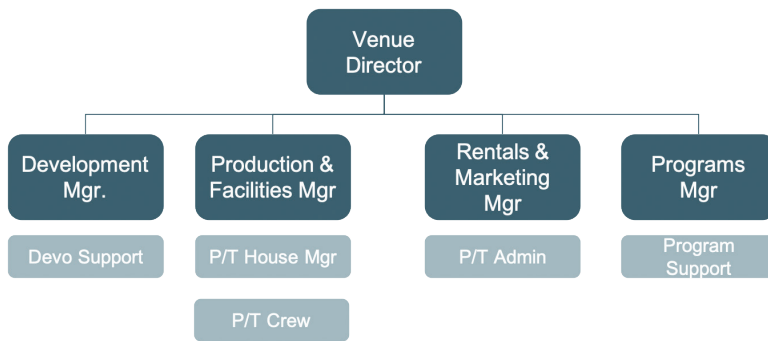 Venue
Director
Development
Mgr.
Production &
Facilities Mgr
Rentals &
Marketing
Mgr
Programs
Mgr
Devo Support
P/T House Mgr
P/T Admin
Program
Support
P/T Crew